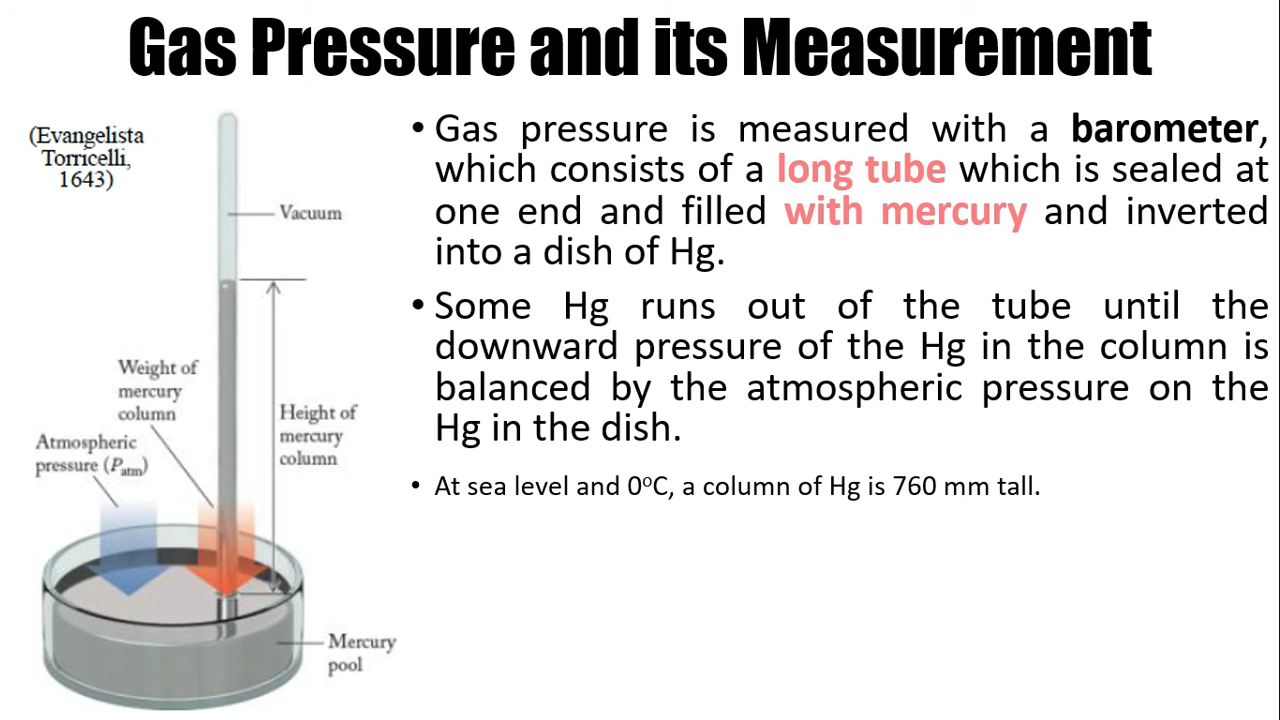 Gas Pressure and its Measurement
(Evangelista
Torricelli,
1643)
Vacuum
Weight of
mercury
column
Height of
mercury
column
Atmospheric
pressure (Patm)
Mercury
pool
• Gas pressure is measured with a barometer,
which consists of a long tube which is sealed at
one end and filled with mercury and inverted
into a dish of Hg.
• Some Hg runs out of the tube until the
downward pressure of the Hg in the column is
balanced by the atmospheric pressure on the
Hg in the dish.
• At sea level and 0°C, a column of Hg is 760 mm tall.